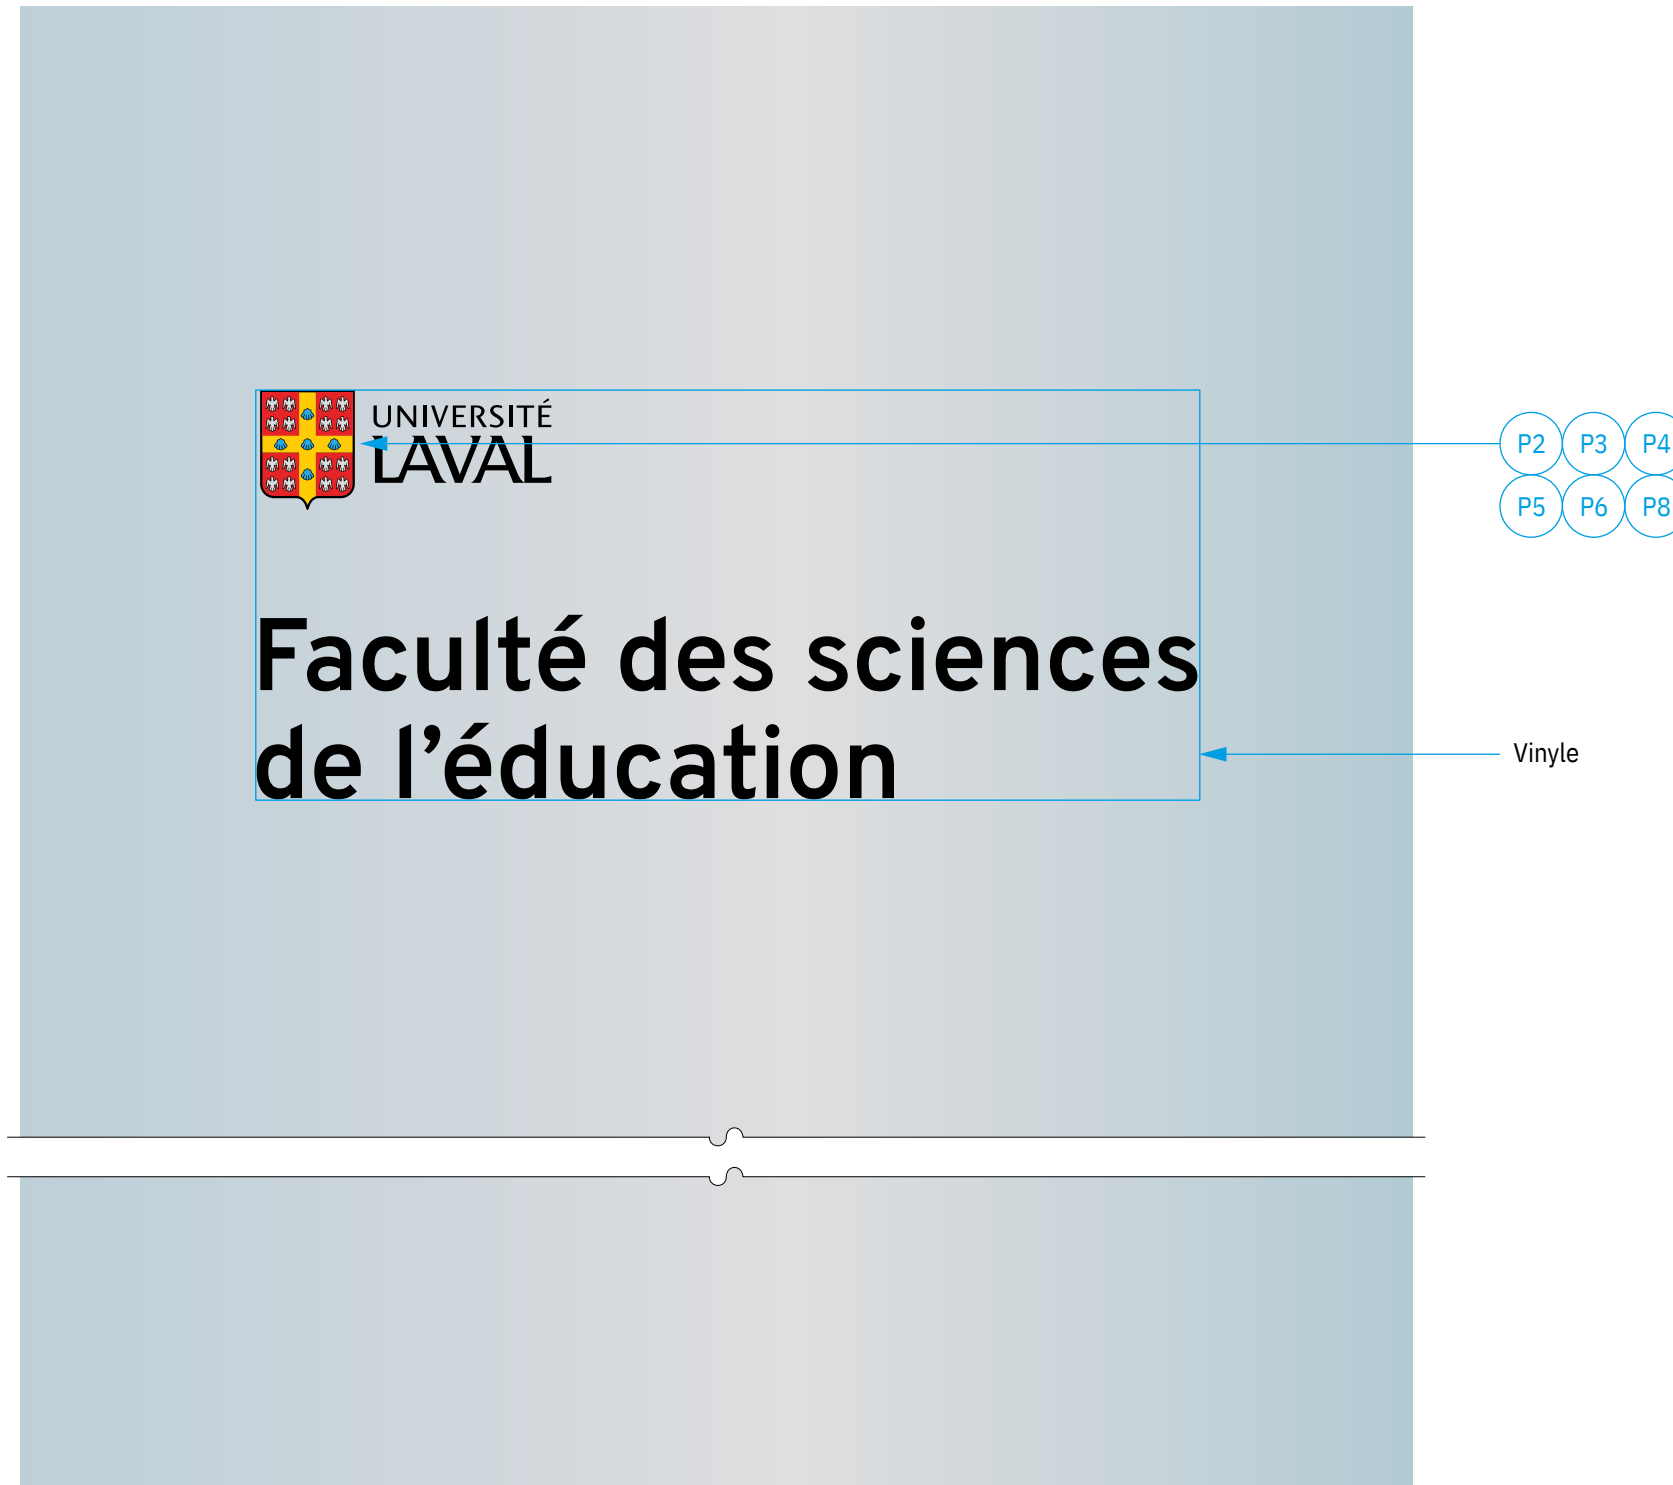 UNIVERSITÉ
LAVAL
P2 P3 P4
P5 P6 P8
Faculté des sciences
de l’éducation
Vinyle